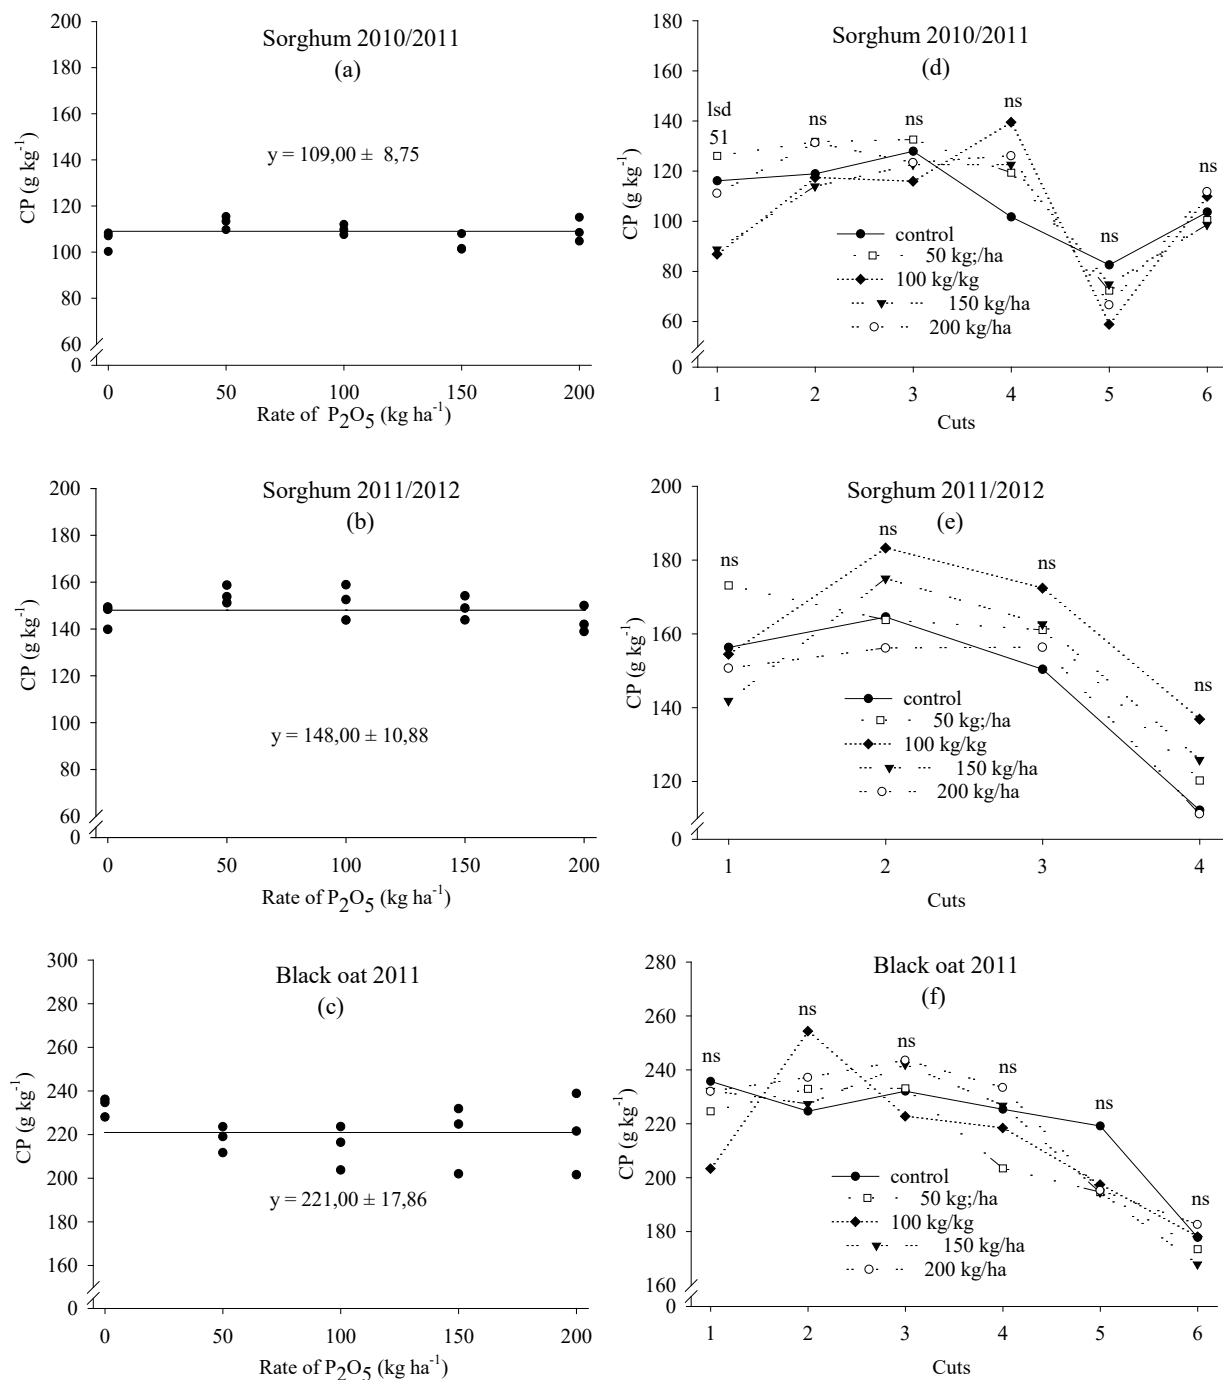 Sorghum 2010/2011
(a)
CP (g kg⁻¹)
200
180
160
140
120
100
80
60
0
y = 109,00 ± 8,75
0 50 100 150 200
Rate of P₂O₅ (kg ha⁻¹)
Sorghum 2010/2011
(d)
CP (g kg⁻¹)
180
160
140
120
100
80
60
0
lsd
51
ns
ns
ns
ns
ns
control
50 kg;/ha
100 kg/kg
150 kg/ha
200 kg/ha
1 2 3 4 5 6
Cuts
Sorghum 2011/2012
(b)
CP (g kg⁻¹)
200
180
160
140
120
100
80
60
0
y = 148,00 ± 10,88
0 50 100 150 200
Rate of P₂O₅ (kg ha⁻¹)
Sorghum 2011/2012
(e)
CP (g kg⁻¹)
200
180
160
140
120
0
ns
ns
ns
ns
control
50 kg;/ha
100 kg/kg
150 kg/ha
200 kg/ha
1 2 3 4
Cuts
Black oat 2011
(c)
CP (g kg⁻¹)
300
280
260
240
220
200
180
160
0
y = 221,00 ± 17,86
0 50 100 150 200
Rate of P₂O₅ (kg ha⁻¹)
Black oat 2011
(f)
CP (g kg⁻¹)
280
260
240
220
200
180
160
0
ns
ns
ns
ns
ns
ns
control
50 kg;/ha
100 kg/kg
150 kg/ha
200 kg/ha
1 2 3 4 5 6
Cuts